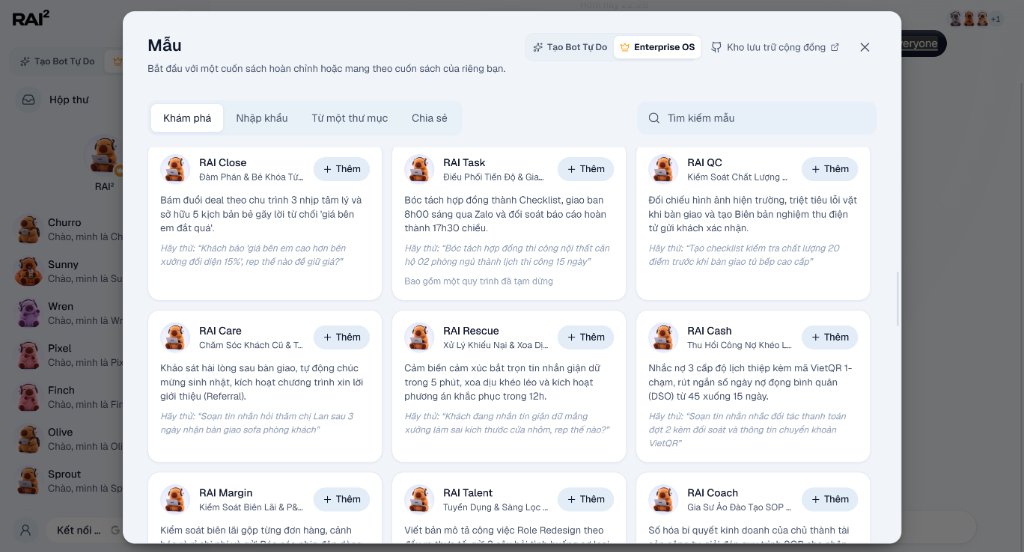 RAI²
+1
Tạo Bot Tự Do
everyone
Hộp thư
RAI²
Churro
Chào, mình là Ch
Sunny
Chào, mình là Su
Wren
Chào, mình là Wr
Pixel
Chào, mình là Pix
Finch
Chào, mình là Fin
Olive
Chào, mình là Oli
Sprout
Chào, mình là Sp
Kết nối ...
Mẫu
Bắt đầu với một cuốn sách hoàn chỉnh hoặc mang theo cuốn sách của riêng bạn.
Tạo Bot Tự Do
Enterprise OS
Kho lưu trữ cộng đồng
Khám phá
Nhập khẩu
Từ một thư mục
Chia sẻ
Tìm kiếm mẫu
RAI Close
Đàm Phán & Bẻ Khóa Từ...
+ Thêm
Bám đuổi deal theo chu trình 3 nhịp tâm lý và
sở hữu 5 kịch bản bẻ gãy lời từ chối 'giá bên
em đắt quá'.
Hãy thử: “Khách báo 'giá bên em cao hơn bên
xưởng đối diện 15%', rep thế nào để giữ giá?”
RAI Task
Điều Phối Tiến Độ & Gia...
+ Thêm
Bóc tách hợp đồng thành Checklist, giao ban
8h00 sáng qua Zalo và đối soát báo cáo hoàn
thành 17h30 chiều.
Hãy thử: “Bóc tách hợp đồng thi công nội thất căn
hộ 02 phòng ngủ thành lịch thi công 15 ngày”
Bao gồm một quy trình đã tạm dừng
RAI QC
Kiểm Soát Chất Lượng ...
+ Thêm
Đối chiếu hình ảnh hiện trường, triệt tiêu lỗi vặt
khi bàn giao và tạo Biên bản nghiệm thu điện
tử gửi khách xác nhận.
Hãy thử: “Tạo checklist kiểm tra chất lượng 20
điểm trước khi bàn giao tủ bếp cao cấp”
RAI Care
Chăm Sóc Khách Cũ & T...
+ Thêm
Khảo sát hài lòng sau bàn giao, tự động chúc
mừng sinh nhật, kích hoạt chương trình xin lời
giới thiệu (Referral).
Hãy thử: “Soạn tin nhắn hỏi thăm chị Lan sau 3
ngày nhận bàn giao sofa phòng khách”
RAI Rescue
Xử Lý Khiếu Nại & Xoa Dị...
+ Thêm
Cảm biến cảm xúc bắt trọn tin nhắn giận dữ
trong 5 phút, xoa dịu khéo léo và kích hoạt
phương án khắc phục trong 12h.
Hãy thử: “Khách đang nhắn tin giận dữ mắng
xưởng làm sai kích thước cửa nhôm, rep thế nào?”
RAI Cash
Thu Hồi Công Nợ Khéo L...
+ Thêm
Nhắc nợ 3 cấp độ lịch thiệp kèm mã VietQR 1-
chạm, rút ngắn số ngày nợ đọng bình quân
(DSO) từ 45 xuống 15 ngày.
Hãy thử: “Soạn tin nhắn nhắc đối tác thanh toán
đợt 2 kèm đối soát và thông tin chuyển khoản
VietQR”
RAI Margin
Kiểm Soát Biên Lãi & P&...
+ Thêm
Kiểm soát biên lãi gộp từng đơn hàng, cảnh
RAI Talent
Tuyển Dụng & Sàng Lọc ...
+ Thêm
Viết bản mô tả công việc Role Redesign theo
RAI Coach
Gia Sư Ảo Đào Tạo SOP ...
+ Thêm
Số hóa bí quyết kinh doanh của chủ thành tài